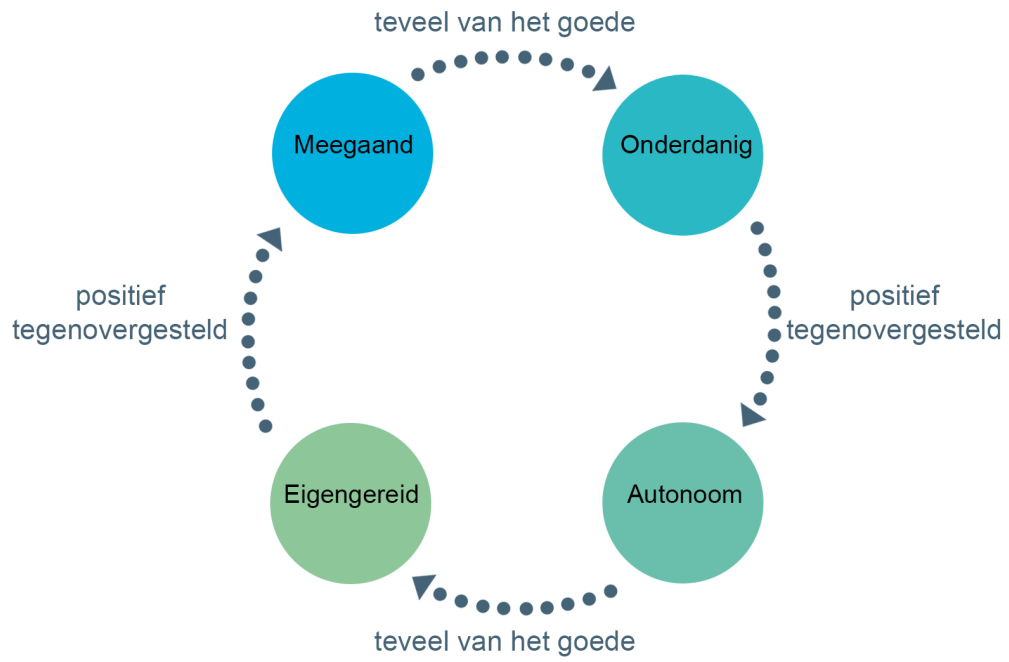 teveel van het goede
Meegaand
Onderdanig
positief
tegenovergesteld
positief
tegenovergesteld
Eigengereid
Autonoom
teveel van het goede